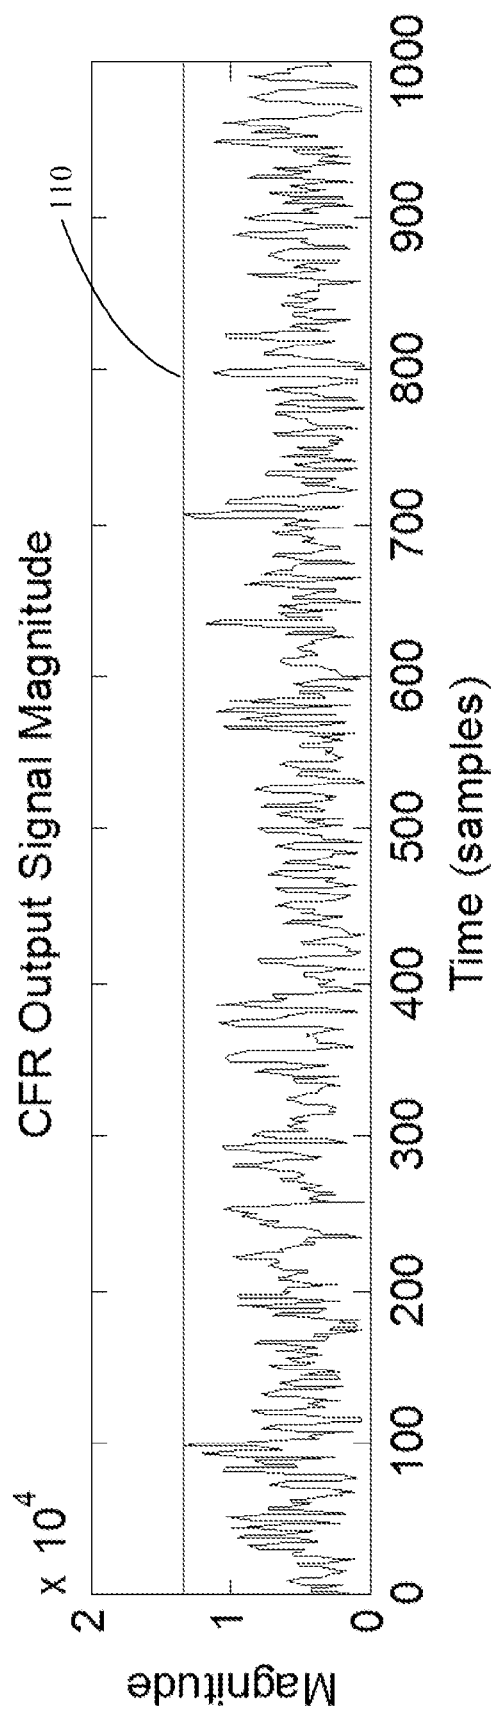 CFR Output Signal Magnitude
x 10^4
110
2
1
0
Magnitude
0 100 200 300 400 500 600 700 800 900 1000
Time (samples)